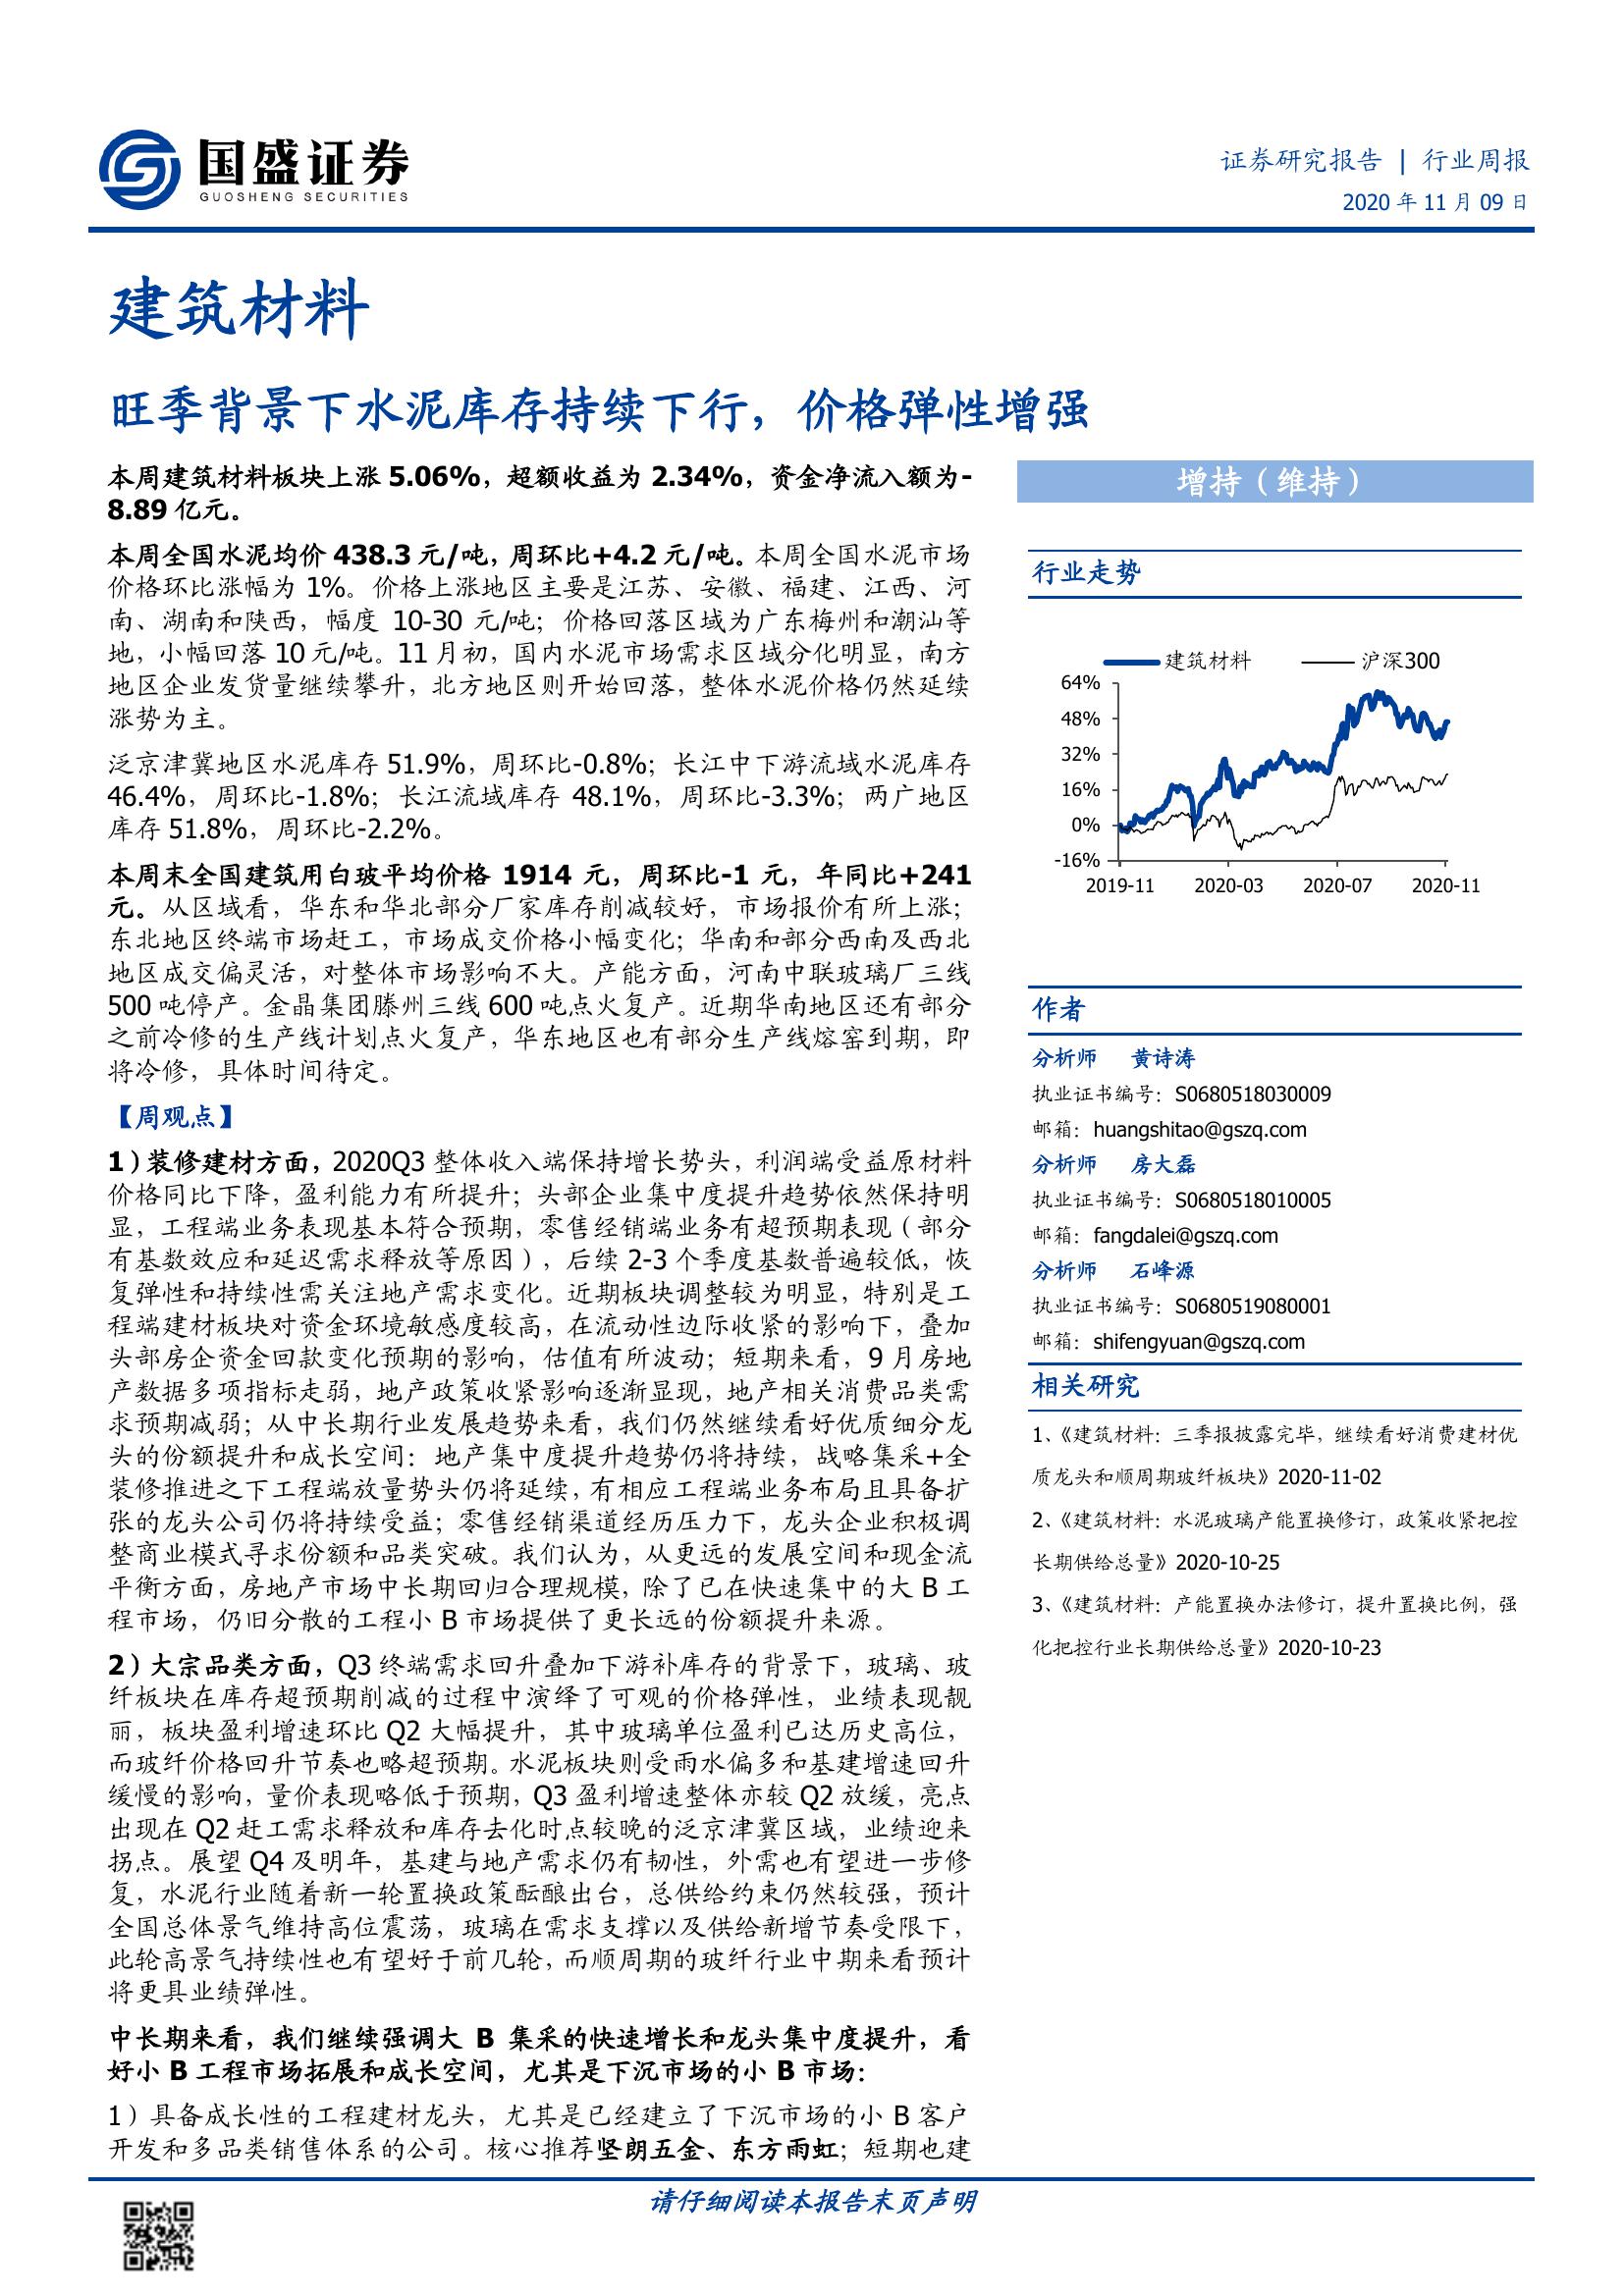 国盛证券
GUOSHENG SECURITIES
证券研究报告 | 行业周报
2020 年 11 月 09 日
建筑材料
旺季背景下水泥库存持续下行，价格弹性增强
本周建筑材料板块上涨 5.06%，超额收益为 2.34%，资金净流入额为-
8.89 亿元。
本周全国水泥均价 438.3 元/吨，周环比+4.2 元/吨。本周全国水泥市场
价格环比涨幅为 1%。价格上涨地区主要是江苏、安徽、福建、江西、河
南、湖南和陕西，幅度 10-30 元/吨；价格回落区域为广东梅州和潮汕等
地，小幅回落 10 元/吨。11 月初，国内水泥市场需求区域分化明显，南方
地区企业发货量继续攀升，北方地区则开始回落，整体水泥价格仍然延续
涨势为主。
泛京津冀地区水泥库存 51.9%，周环比-0.8%；长江中下游流域水泥库存
46.4%，周环比-1.8%；长江流域库存 48.1%，周环比-3.3%；两广地区
库存 51.8%，周环比-2.2%。
本周末全国建筑用白玻平均价格 1914 元，周环比-1 元，年同比+241
元。从区域看，华东和华北部分厂家库存削减较好，市场报价有所上涨；
东北地区终端市场赶工，市场成交价格小幅变化；华南和部分西南及西北
地区成交偏灵活，对整体市场影响不大。产能方面，河南中联玻璃厂三线
500 吨停产。金晶集团滕州三线 600 吨点火复产。近期华南地区还有部分
之前冷修的生产线计划点火复产，华东地区也有部分生产线熔窑到期，即
将冷修，具体时间待定。
【周观点】
1）装修建材方面，2020Q3 整体收入端保持增长势头，利润端受益原材料
价格同比下降，盈利能力有所提升；头部企业集中度提升趋势依然保持明
显，工程端业务表现基本符合预期，零售经销端业务有超预期表现（部分
有基数效应和延迟需求释放等原因），后续 2-3 个季度基数普遍较低，恢
复弹性和持续性需关注地产需求变化。近期板块调整较为明显，特别是工
程端建材板块对资金环境敏感度较高，在流动性边际收紧的影响下，叠加
头部房企资金回款变化预期的影响，估值有所波动；短期来看，9 月房地
产数据多项指标走弱，地产政策收紧影响逐渐显现，地产相关消费品类需
求预期减弱；从中长期行业发展趋势来看，我们仍然继续看好优质细分龙
头的份额提升和成长空间：地产集中度提升趋势仍将持续，战略集采+全
装修推进之下工程端放量势头仍将延续，有相应工程端业务布局且具备扩
张的龙头公司仍将持续受益；零售经销渠道经历压力下，龙头企业积极调
整商业模式寻求份额和品类突破。我们认为，从更远的发展空间和现金流
平衡方面，房地产市场中长期回归合理规模，除了已在快速集中的大 B 工
程市场，仍旧分散的工程小 B 市场提供了更长远的份额提升来源。
2）大宗品类方面，Q3 终端需求回升叠加下游补库存的背景下，玻璃、玻
纤板块在库存超预期削减的过程中演绎了可观的价格弹性，业绩表现靓
丽，板块盈利增速环比 Q2 大幅提升，其中玻璃单位盈利已达历史高位，
而玻纤价格回升节奏也略超预期。水泥板块则受雨水偏多和基建增速回升
缓慢的影响，量价表现略低于预期，Q3 盈利增速整体亦较 Q2 放缓，亮点
出现在 Q2 赶工需求释放和库存去化时点较晚的泛京津冀区域，业绩迎来
拐点。展望 Q4 及明年，基建与地产需求仍有韧性，外需也有望进一步修
复，水泥行业随着新一轮置换政策酝酿出台，总供给约束仍然较强，预计
全国总体景气维持高位震荡，玻璃在需求支撑以及供给新增节奏受限下，
此轮高景气持续性也有望好于前几轮，而顺周期的玻纤行业中期来看预计
将更具业绩弹性。
中长期来看，我们继续强调大 B 集采的快速增长和龙头集中度提升，看
好小 B 工程市场拓展和成长空间，尤其是下沉市场的小 B 市场：
1）具备成长性的工程建材龙头，尤其是已经建立了下沉市场的小 B 客户
开发和多品类销售体系的公司。核心推荐坚朗五金、东方雨虹；短期也建
增持（维持）
行业走势
建筑材料 沪深300
64%
48%
32%
16%
0%
-16%
2019-11 2020-03 2020-07 2020-11
作者
分析师 黄诗涛
执业证书编号：S0680518030009
邮箱：huangshitao@gszq.com
分析师 房大磊
执业证书编号：S0680518010005
邮箱：fangdalei@gszq.com
分析师 石峰源
执业证书编号：S0680519080001
邮箱：shifengyuan@gszq.com
相关研究
1、《建筑材料：三季报披露完毕，继续看好消费建材优
质龙头和顺周期玻纤板块》2020-11-02
2、《建筑材料：水泥玻璃产能置换修订，政策收紧把控
长期供给总量》2020-10-25
3、《建筑材料：产能置换办法修订，提升置换比例，强
化把控行业长期供给总量》2020-10-23
请仔细阅读本报告末页声明